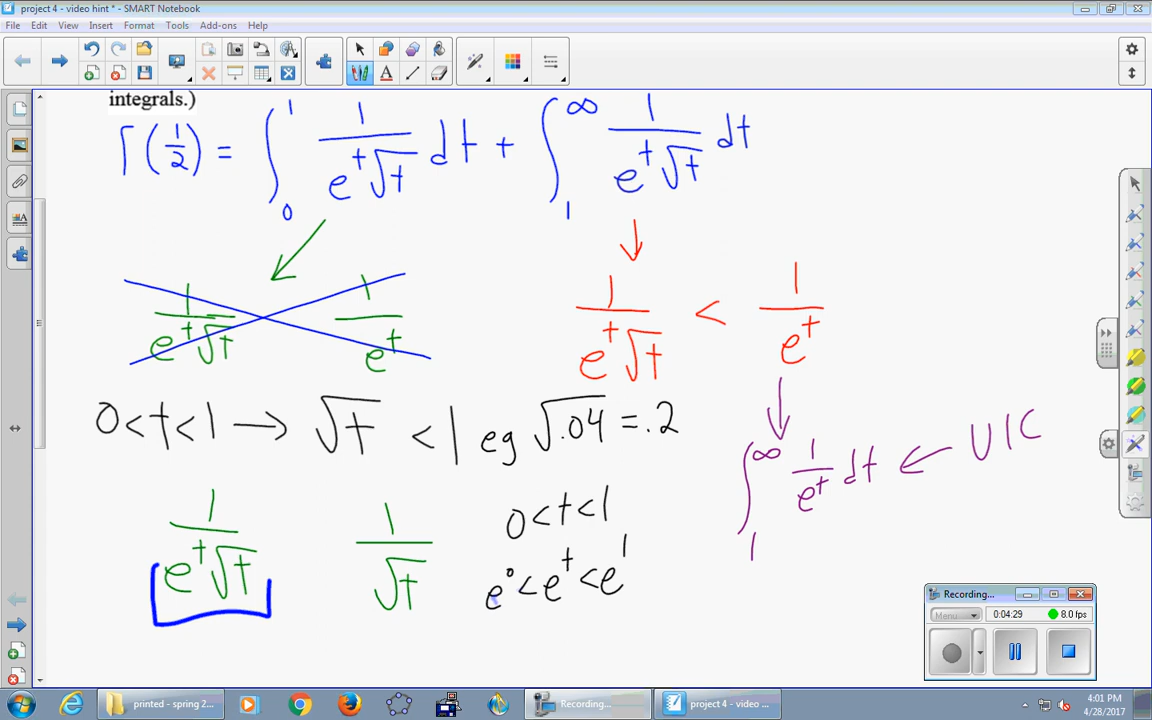 project 4 - video hint * - SMART Notebook
File Edit View Insert Format Tools Add-ons Help
integrals.)
Γ(1/2) = ∫₀¹ 1/(e^t √t) dt + ∫₁^∞ 1/(e^t √t) dt
1/(e^t √t) 1/e^t
1/(e^t √t) < 1/e^t
0<t<1 → √t < 1 eg √.04 = .2
∫₁^∞ 1/e^t dt ← UIC
1/(e^t √t) 1/√t
0<t<1
e^0 < e^t < e^1
Recording...
Menu 0:04:29 8.0 fps
printed - spring 2... Recording... project 4 - video ...
4:01 PM
4/28/2017